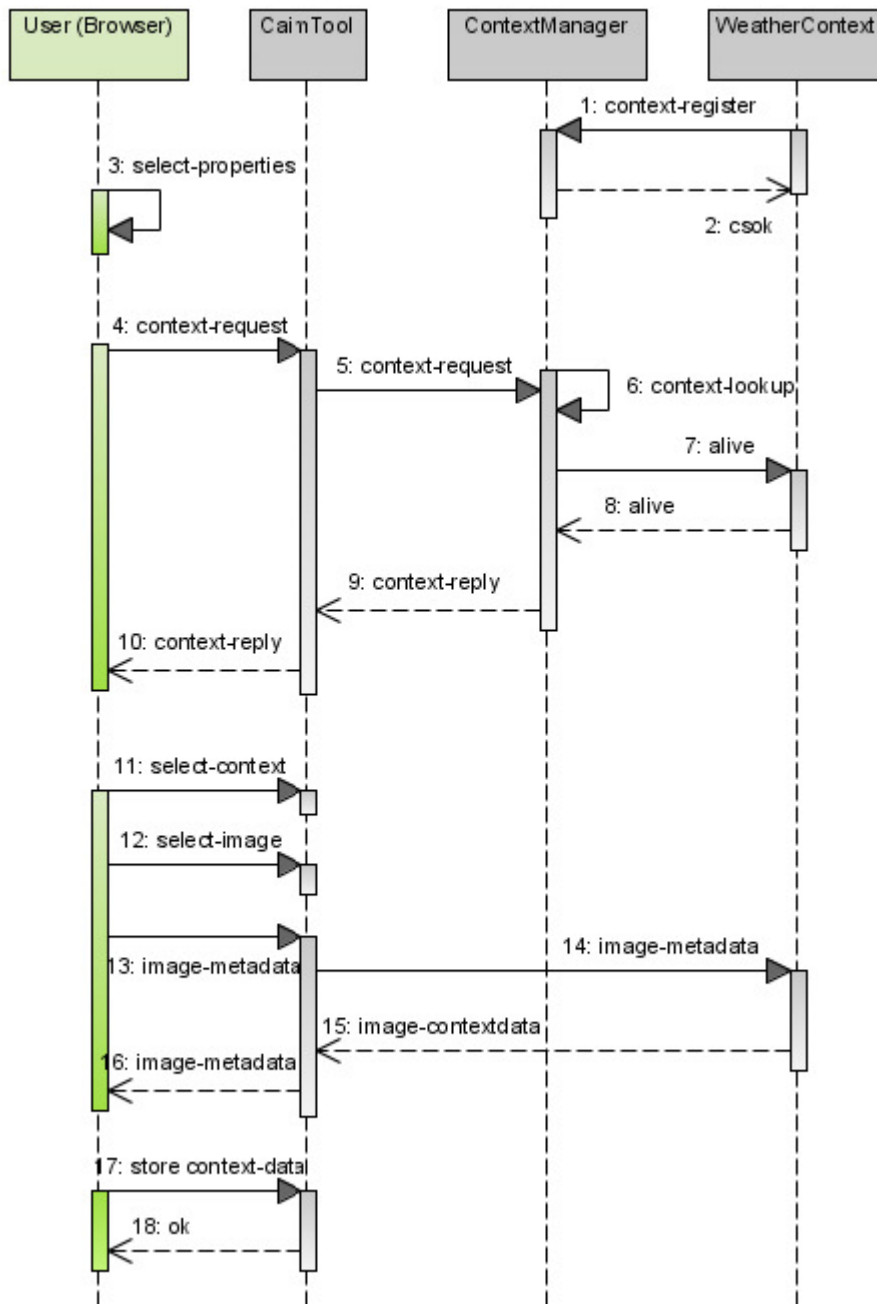 User (Browser)
CaimTool
ContextManager
WeatherContext
1: context-register
2: csok
3: select-properties
4: context-request
5: context-request
6: context-lookup
7: alive
8: alive
9: context-reply
10: context-reply
11: select-context
12: select-image
13: image-metadata
14: image-metadata
15: image-contextdata
16: image-metadata
17: store context-data
18: ok